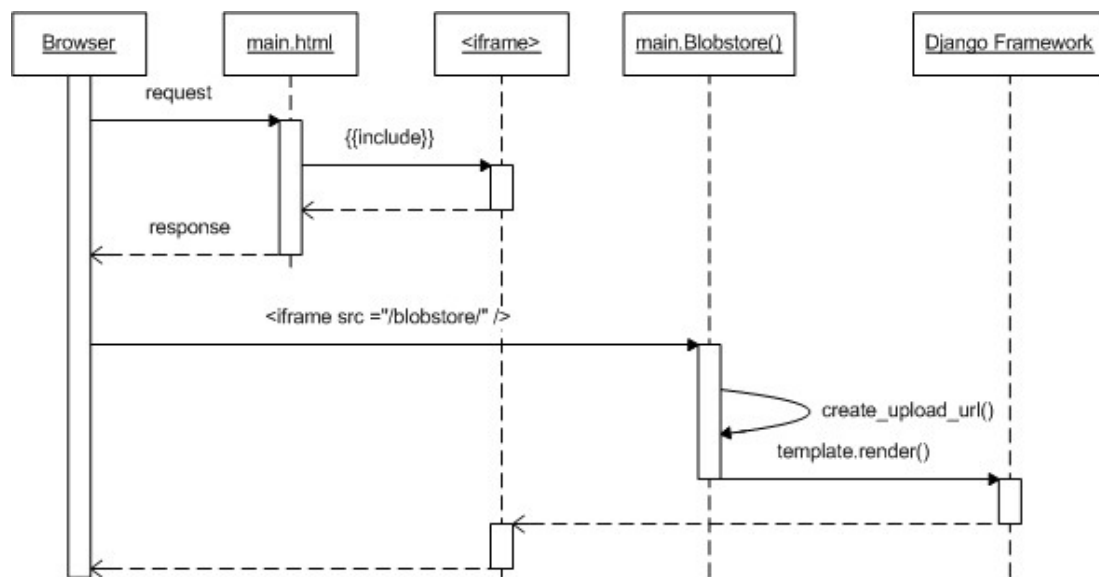 Browser
main.html
<iframe>
main.Blobstore()
Django Framework
request
{{include}}
response
<iframe src ="/blobstore/" />
create_upload_url()
template.render()